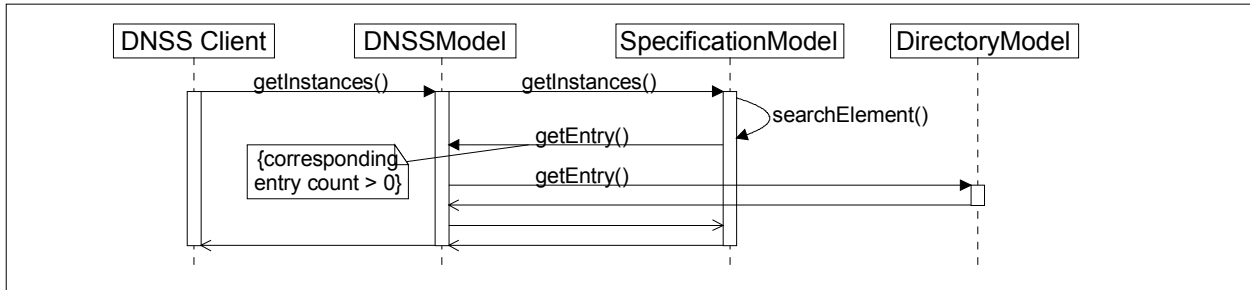 DNSS Client
DNSSModel
SpecificationModel
DirectoryModel
getInstances()
getInstances()
searchElement()
getEntry()
{corresponding
entry count > 0}
getEntry()